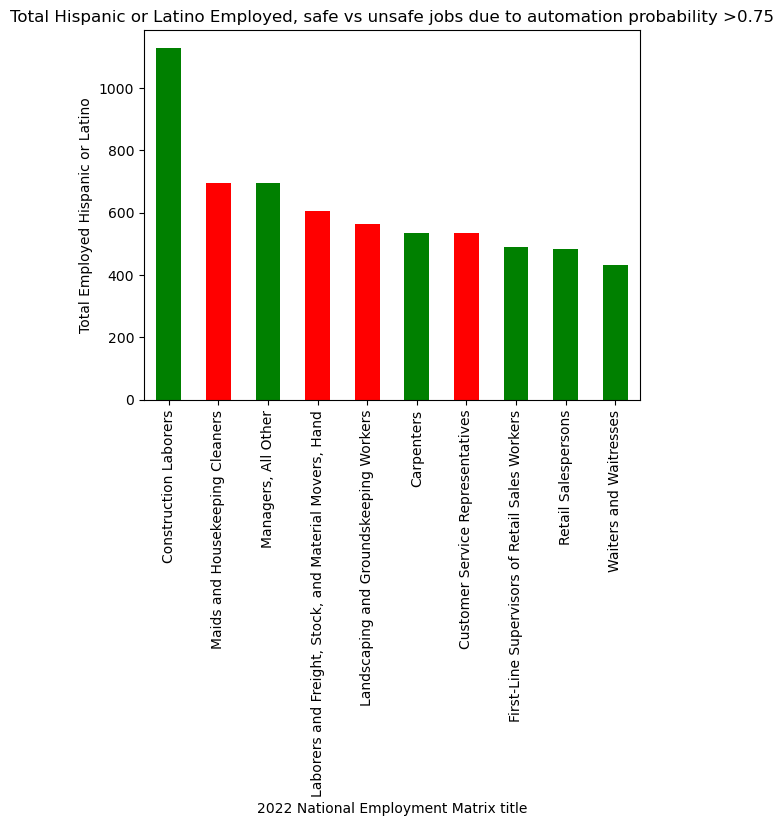 Total Hispanic or Latino Employed, safe vs unsafe jobs due to automation probability >0.75
Total Employed Hispanic or Latino
1000
800
600
400
200
0
Construction Laborers
Maids and Housekeeping Cleaners
Managers, All Other
Laborers and Freight, Stock, and Material Movers, Hand
Landscaping and Groundskeeping Workers
Carpenters
Customer Service Representatives
First-Line Supervisors of Retail Sales Workers
Retail Salespersons
Waiters and Waitresses
2022 National Employment Matrix title